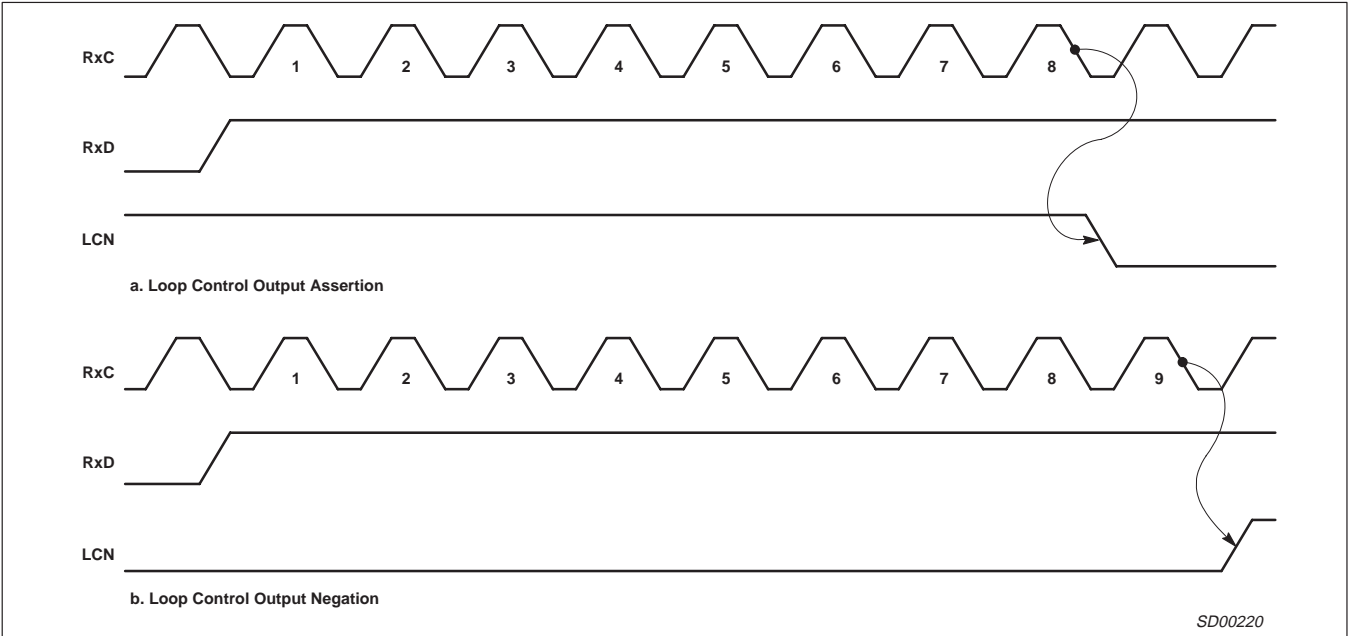 RxC
1 2 3 4 5 6 7 8
RxD
LCN
a. Loop Control Output Assertion
RxC
1 2 3 4 5 6 7 8 9
RxD
LCN
b. Loop Control Output Negation
SD00220